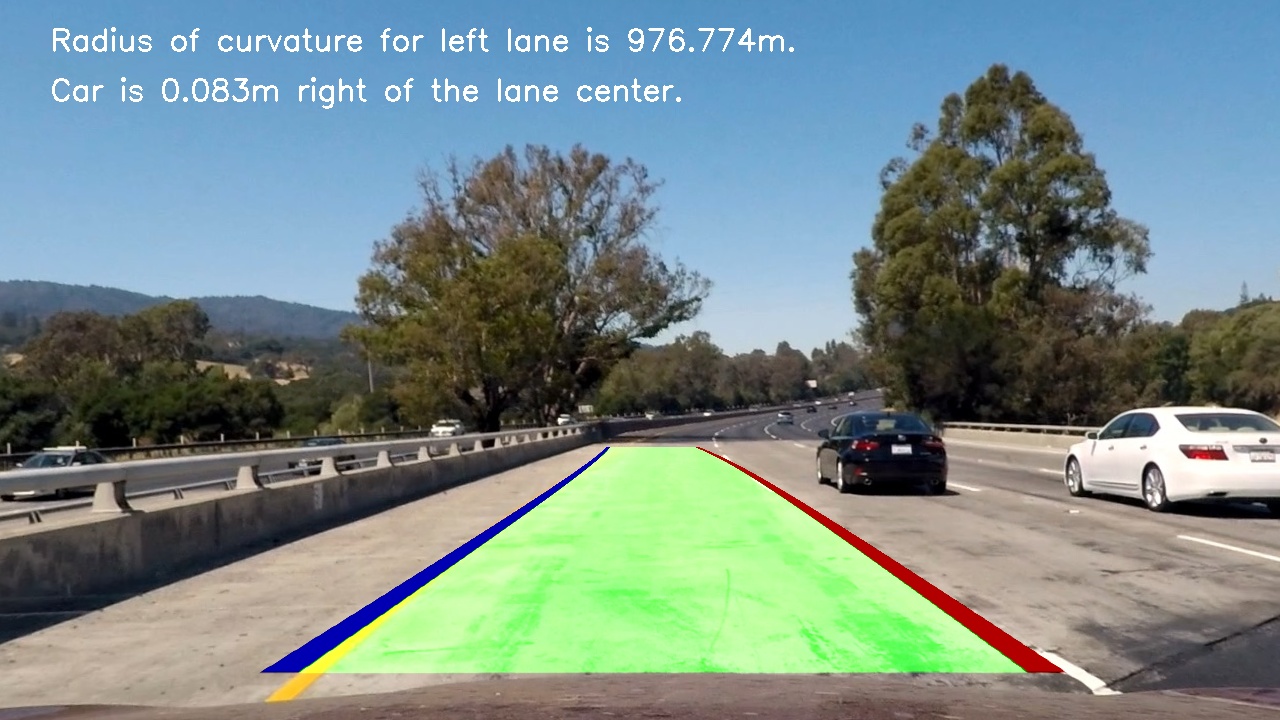 Radius of curvature for left lane is 976.774m.
Car is 0.083m right of the lane center.